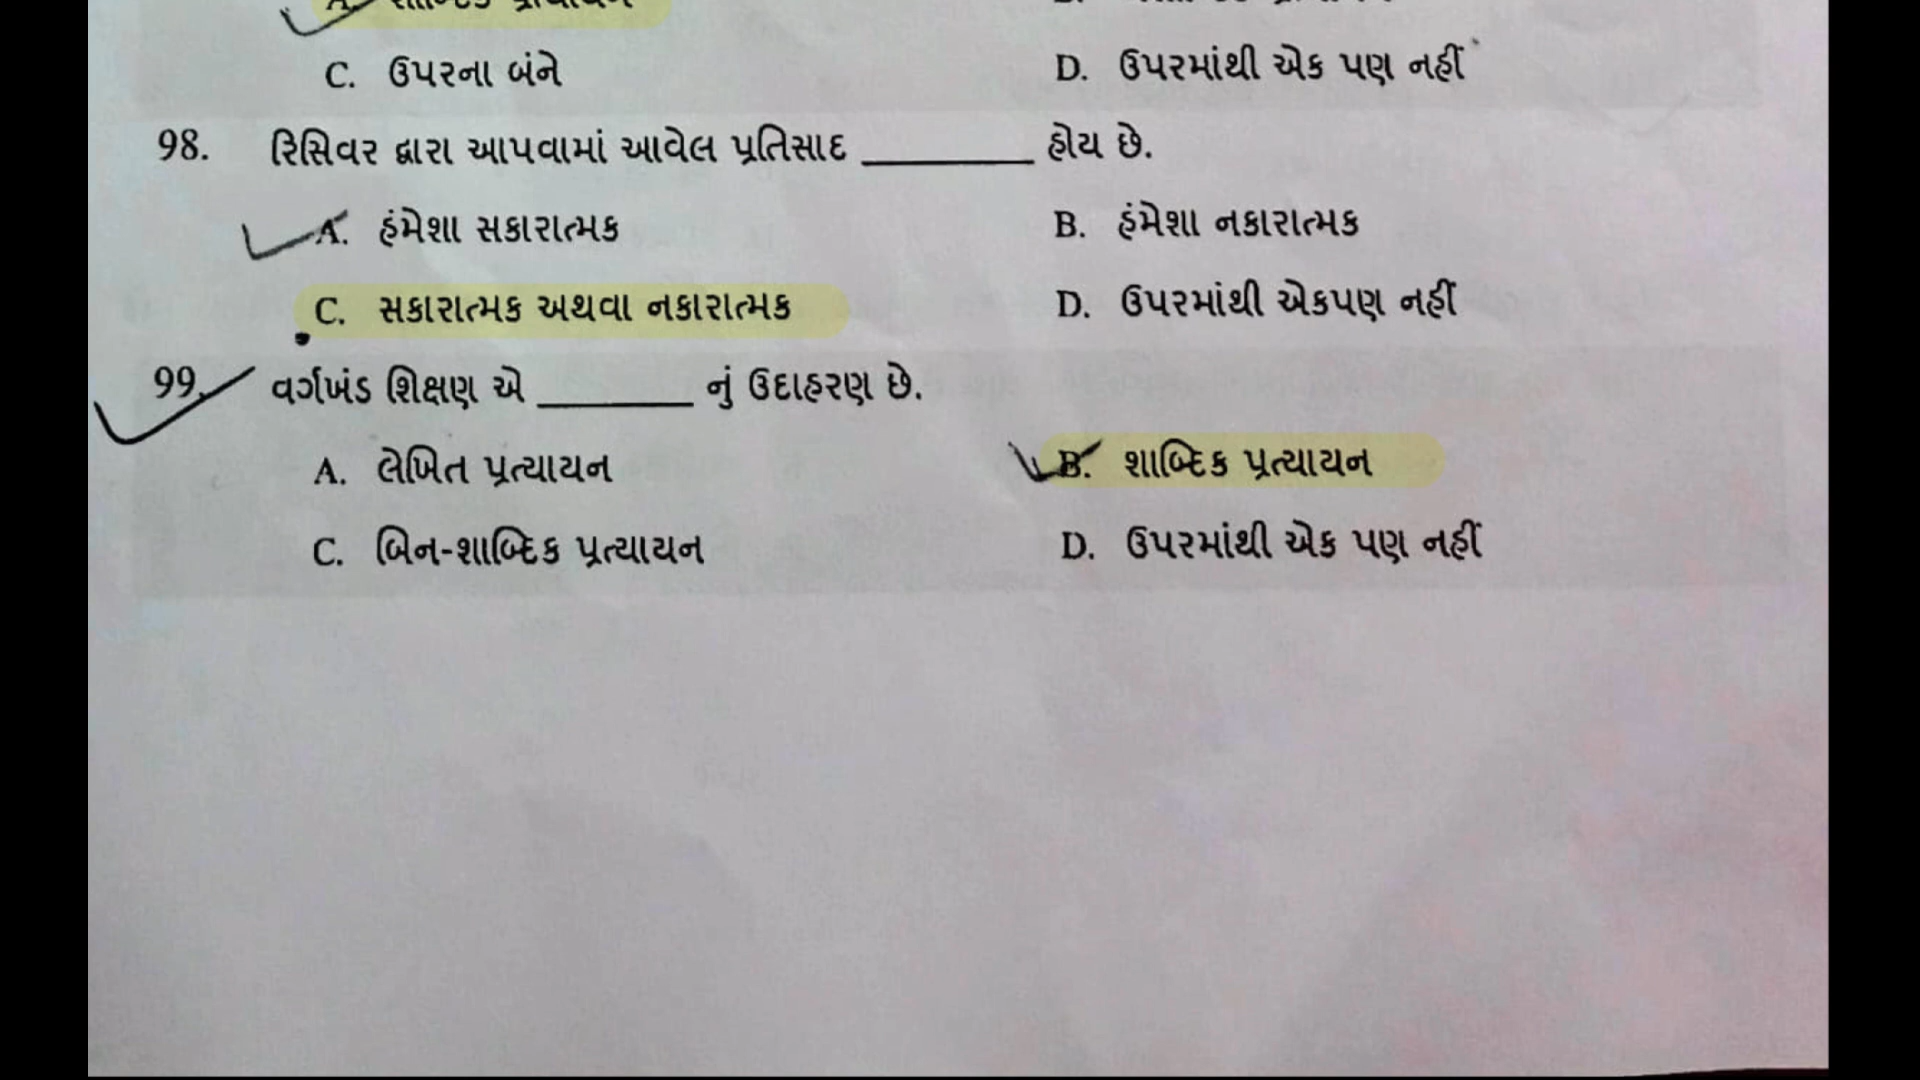 C. ઉપરના બંને D. ઉપરમાંથી એક પણ નહીં
98. રિસિવર દ્વારા આપવામાં આવેલ પ્રતિસાદ __________ હોય છે.
A. હંમેશા સકારાત્મક B. હંમેશા નકારાત્મક
C. સકારાત્મક અથવા નકારાત્મક D. ઉપરમાંથી એકપણ નહીં
99. વર્ગખંડ શિક્ષણ એ _________ નું ઉદાહરણ છે.
A. લેખિત પ્રત્યાયન B. શાબ્દિક પ્રત્યાયન
C. બિન-શાબ્દિક પ્રત્યાયન D. ઉપરમાંથી એક પણ નહીં